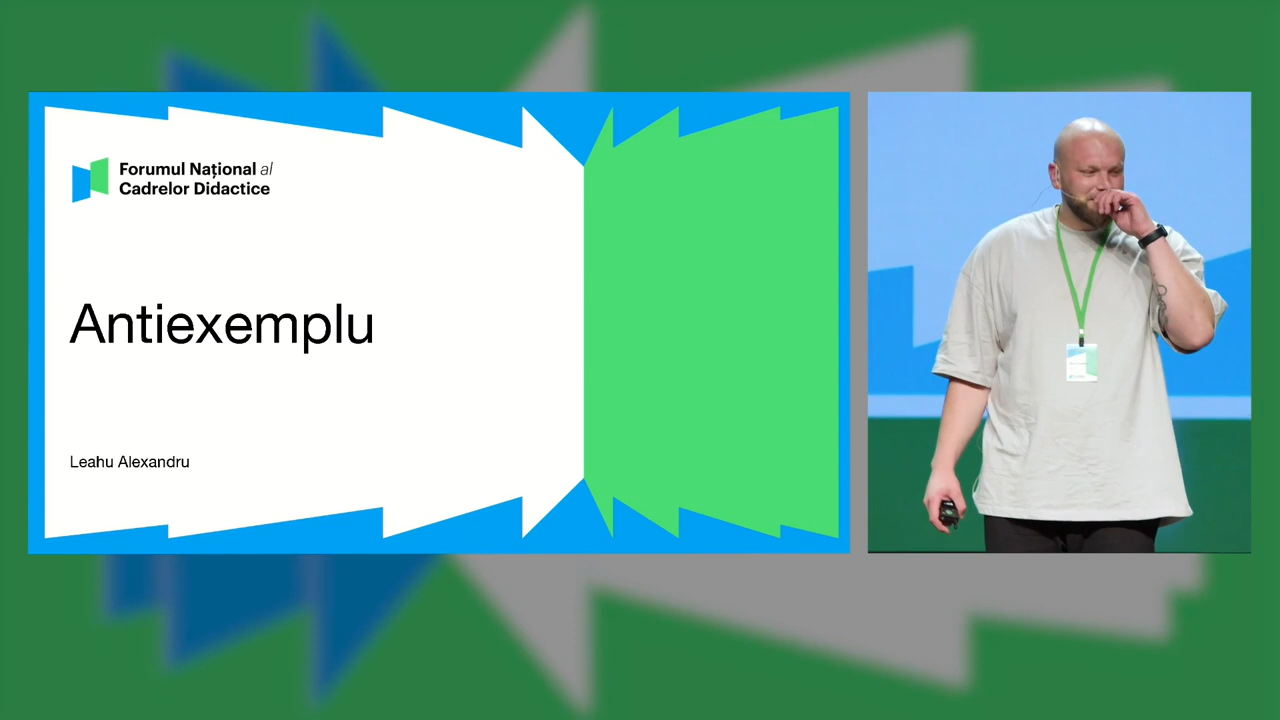 Forumul Național al
Cadrelor Didactice
Antiexemplu
Leahu Alexandru